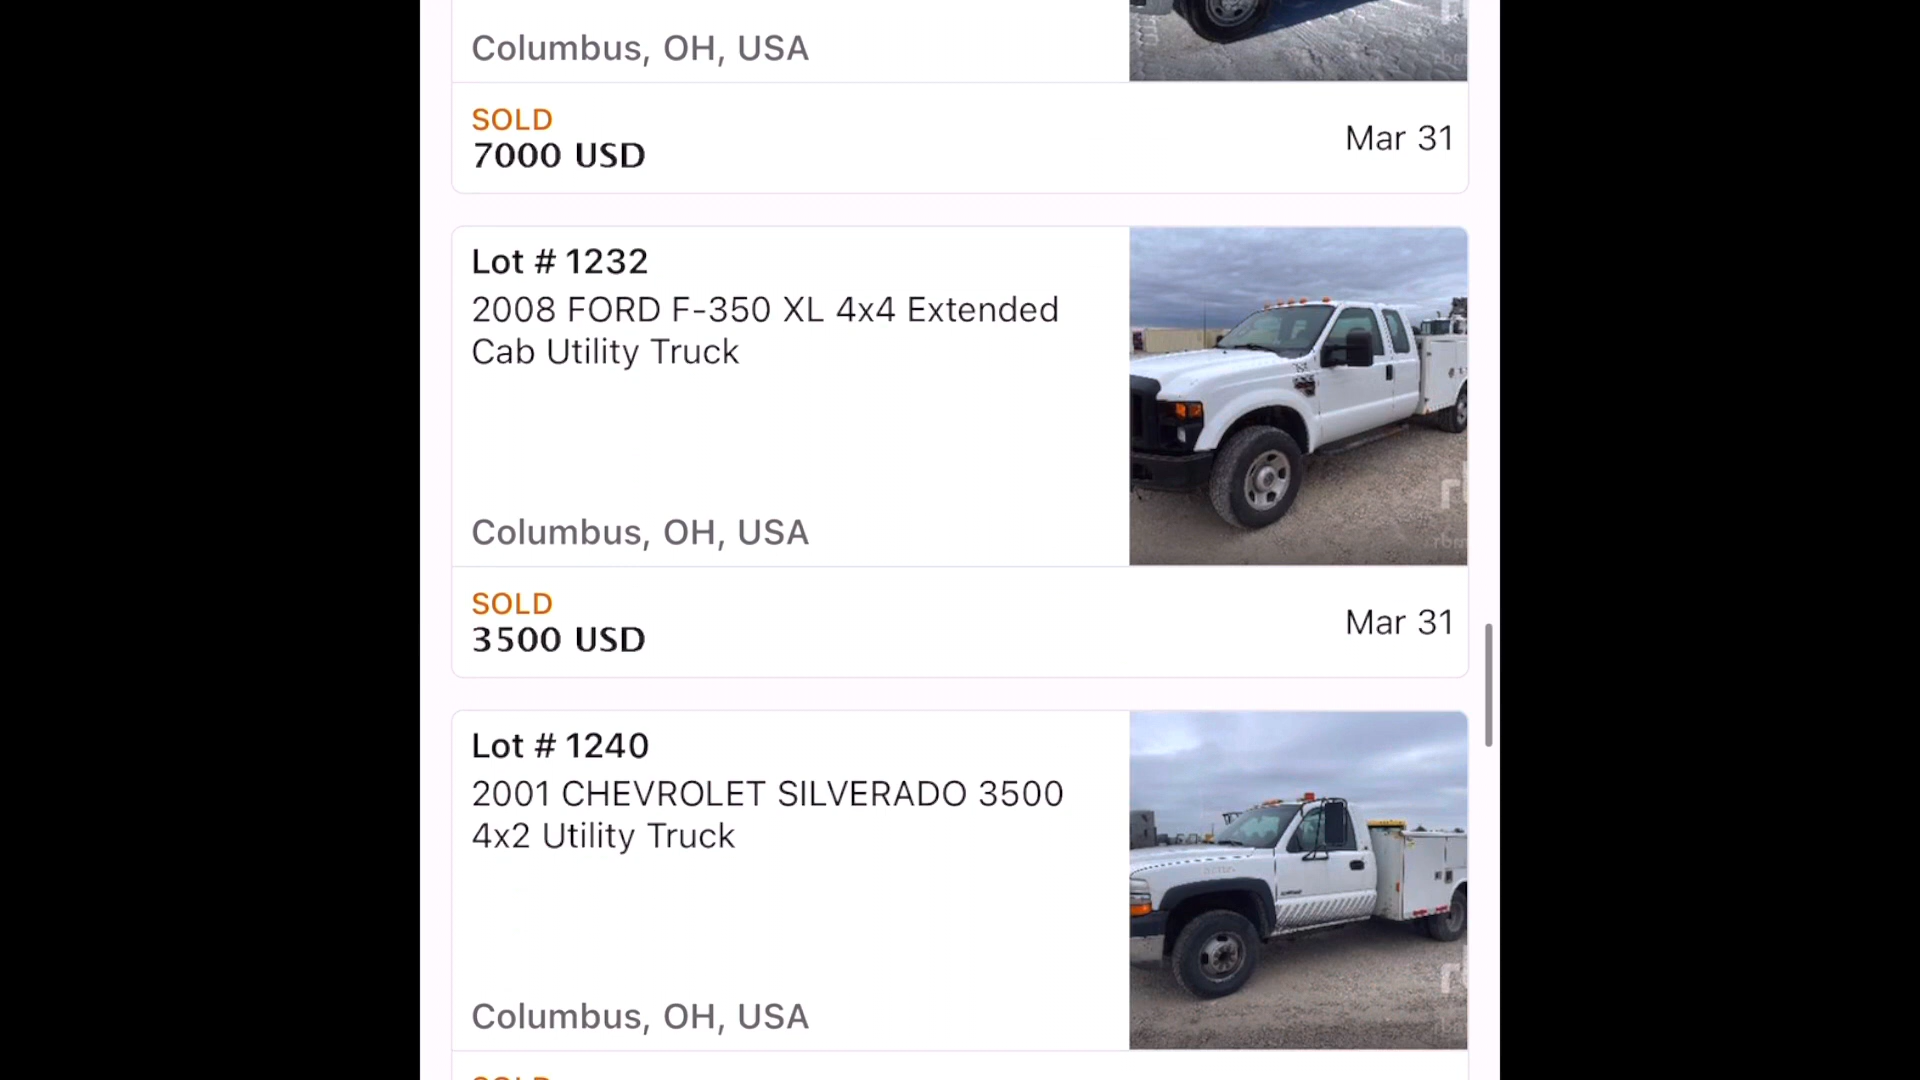 Columbus, OH, USA
SOLD
7000 USD
Mar 31
Lot # 1232
2008 FORD F-350 XL 4x4 Extended
Cab Utility Truck
Columbus, OH, USA
SOLD
3500 USD
Mar 31
Lot # 1240
2001 CHEVROLET SILVERADO 3500
4x2 Utility Truck
Columbus, OH, USA
SOLD